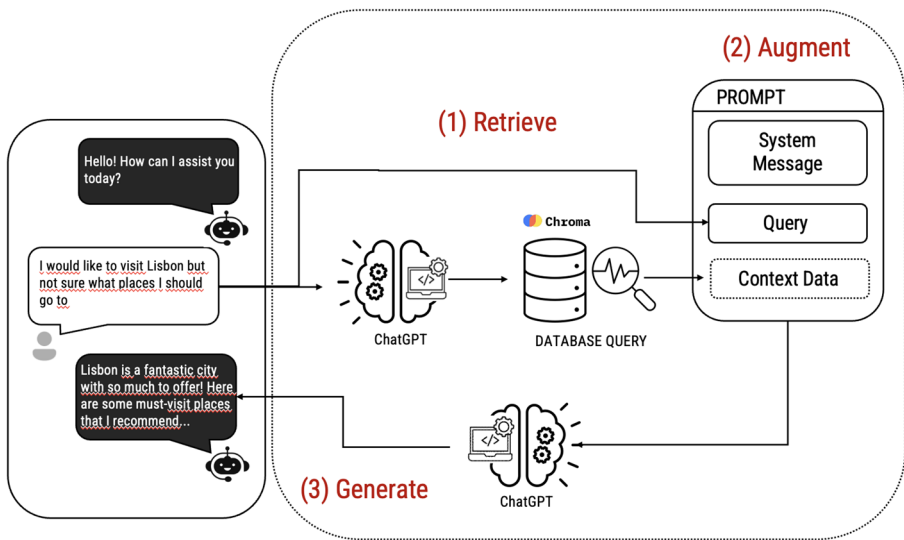 (2) Augment
PROMPT
(1) Retrieve
System
Message
Hello! How can I assist you
today?
Query
Chroma
I would like to visit Lisbon but
not sure what places I should
go to
</>
Context Data
ChatGPT
DATABASE QUERY
Lisbon is a fantastic city
with so much to offer! Here
are some must-visit places
that I recommend...
</>
(3) Generate
ChatGPT